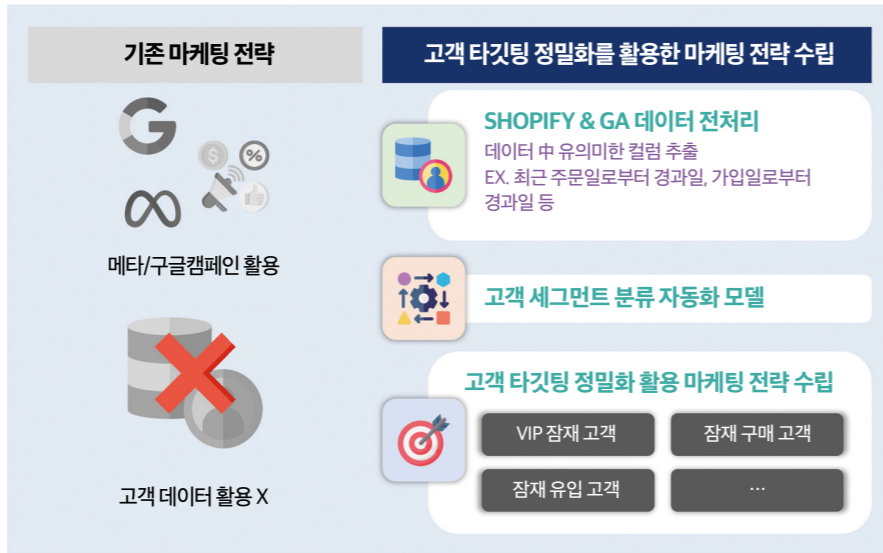 기존 마케팅 전략
메타/구글캠페인 활용
고객 데이터 활용 X
고객 타깃팅 정밀화를 활용한 마케팅 전략 수립
SHOPIFY & GA 데이터 전처리
데이터 中 유의미한 컬럼 추출
EX. 최근 주문일로부터 경과일, 가입일로부터
경과일 등
고객 세그먼트 분류 자동화 모델
고객 타깃팅 정밀화 활용 마케팅 전략 수립
VIP 잠재 고객
잠재 구매 고객
잠재 유입 고객
…